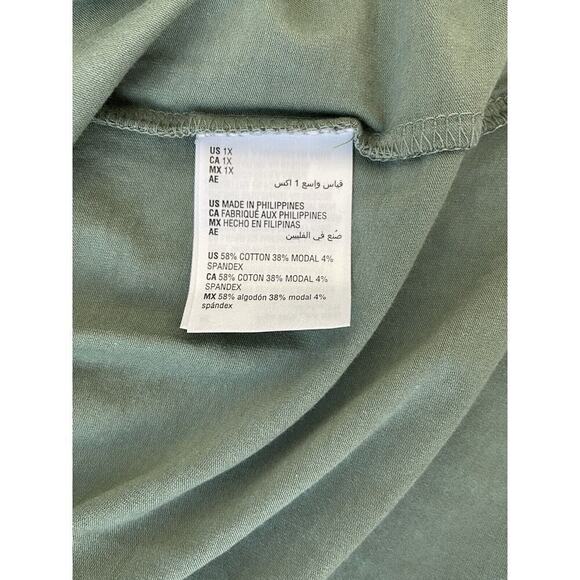 US 1X
CA 1X
MX 1X
AE قياس واسع 1 اكس
US MADE IN PHILIPPINES
CA FABRIQUÉ AUX PHILIPPINES
MX HECHO EN FILIPINAS
AE صُنع في الفلبين
US 58% COTTON 38% MODAL 4%
SPANDEX
CA 58% COTON 38% MODAL 4%
SPANDEX
MX 58% algodón 38% modal 4%
spándex